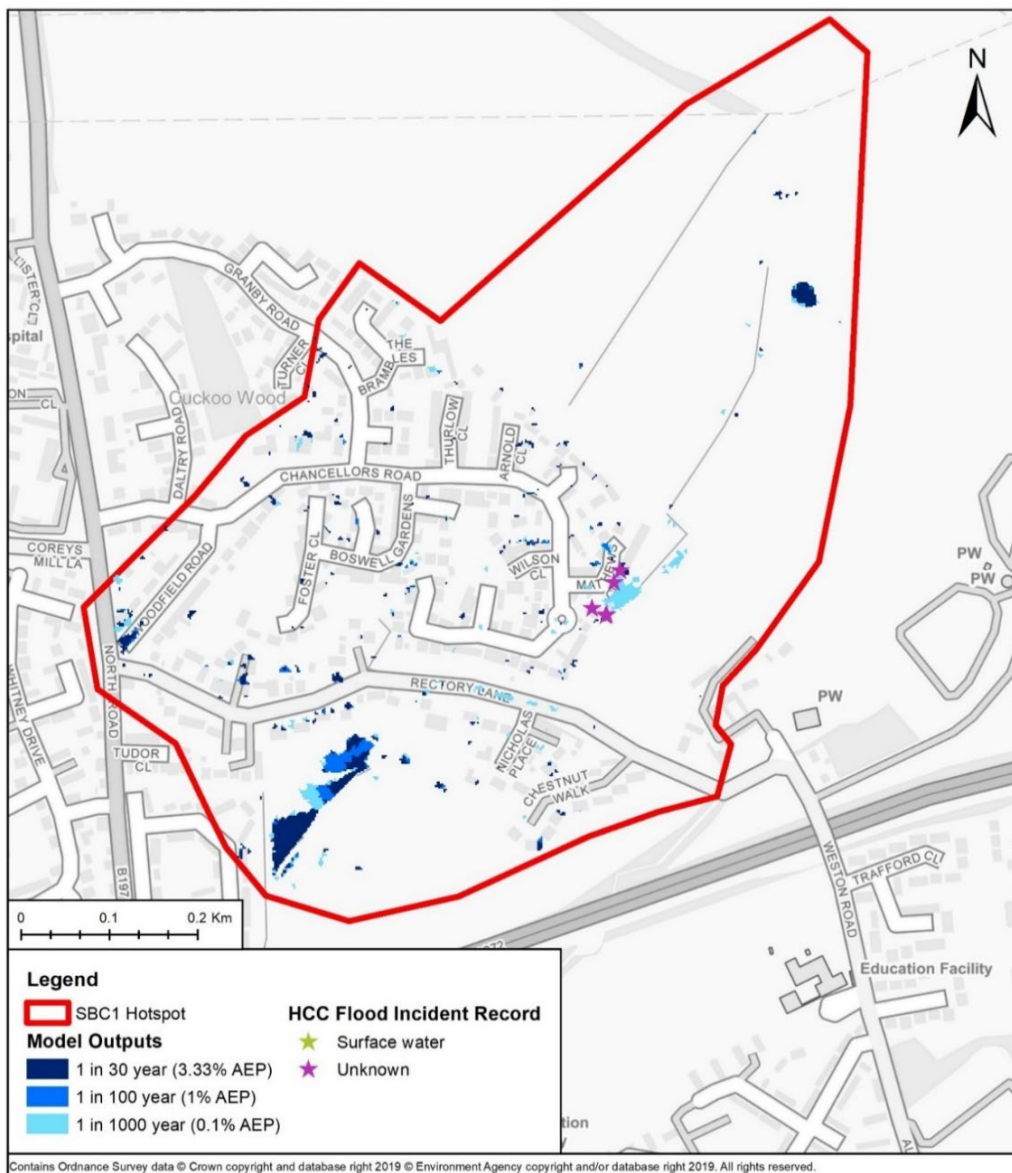 N
LISTER CL
spital
ON
CL
GRANBY ROAD
TURNER
CL
THE
BRAMBLES
Cuckoo Wood
DALTRY ROAD
THURLOW
CL
ARNOLD
CL
CHANCELLORS ROAD
COREYS
MILL LA
WOODFIELD ROAD
FOSTER CL
BOSWELL
GARDENS
WILSON
CL
PW
PW
NORTH ROAD
WHITNEY DRIVE
RECTORY LANE
PW
TUDOR
CL
NICHOLAS
PLACE
CHESTNUT
WALK
B197
WESTON ROAD
TRAFFORD CL
0 0.1 0.2 Km
Education Facility
Legend
SBC1 Hotspot
Model Outputs
1 in 30 year (3.33% AEP)
1 in 100 year (1% AEP)
1 in 1000 year (0.1% AEP)
HCC Flood Incident Record
Surface water
Unknown
Contains Ordnance Survey data © Crown copyright and database right 2019 © Environment Agency copyright and/or database right 2019. All rights reserved.